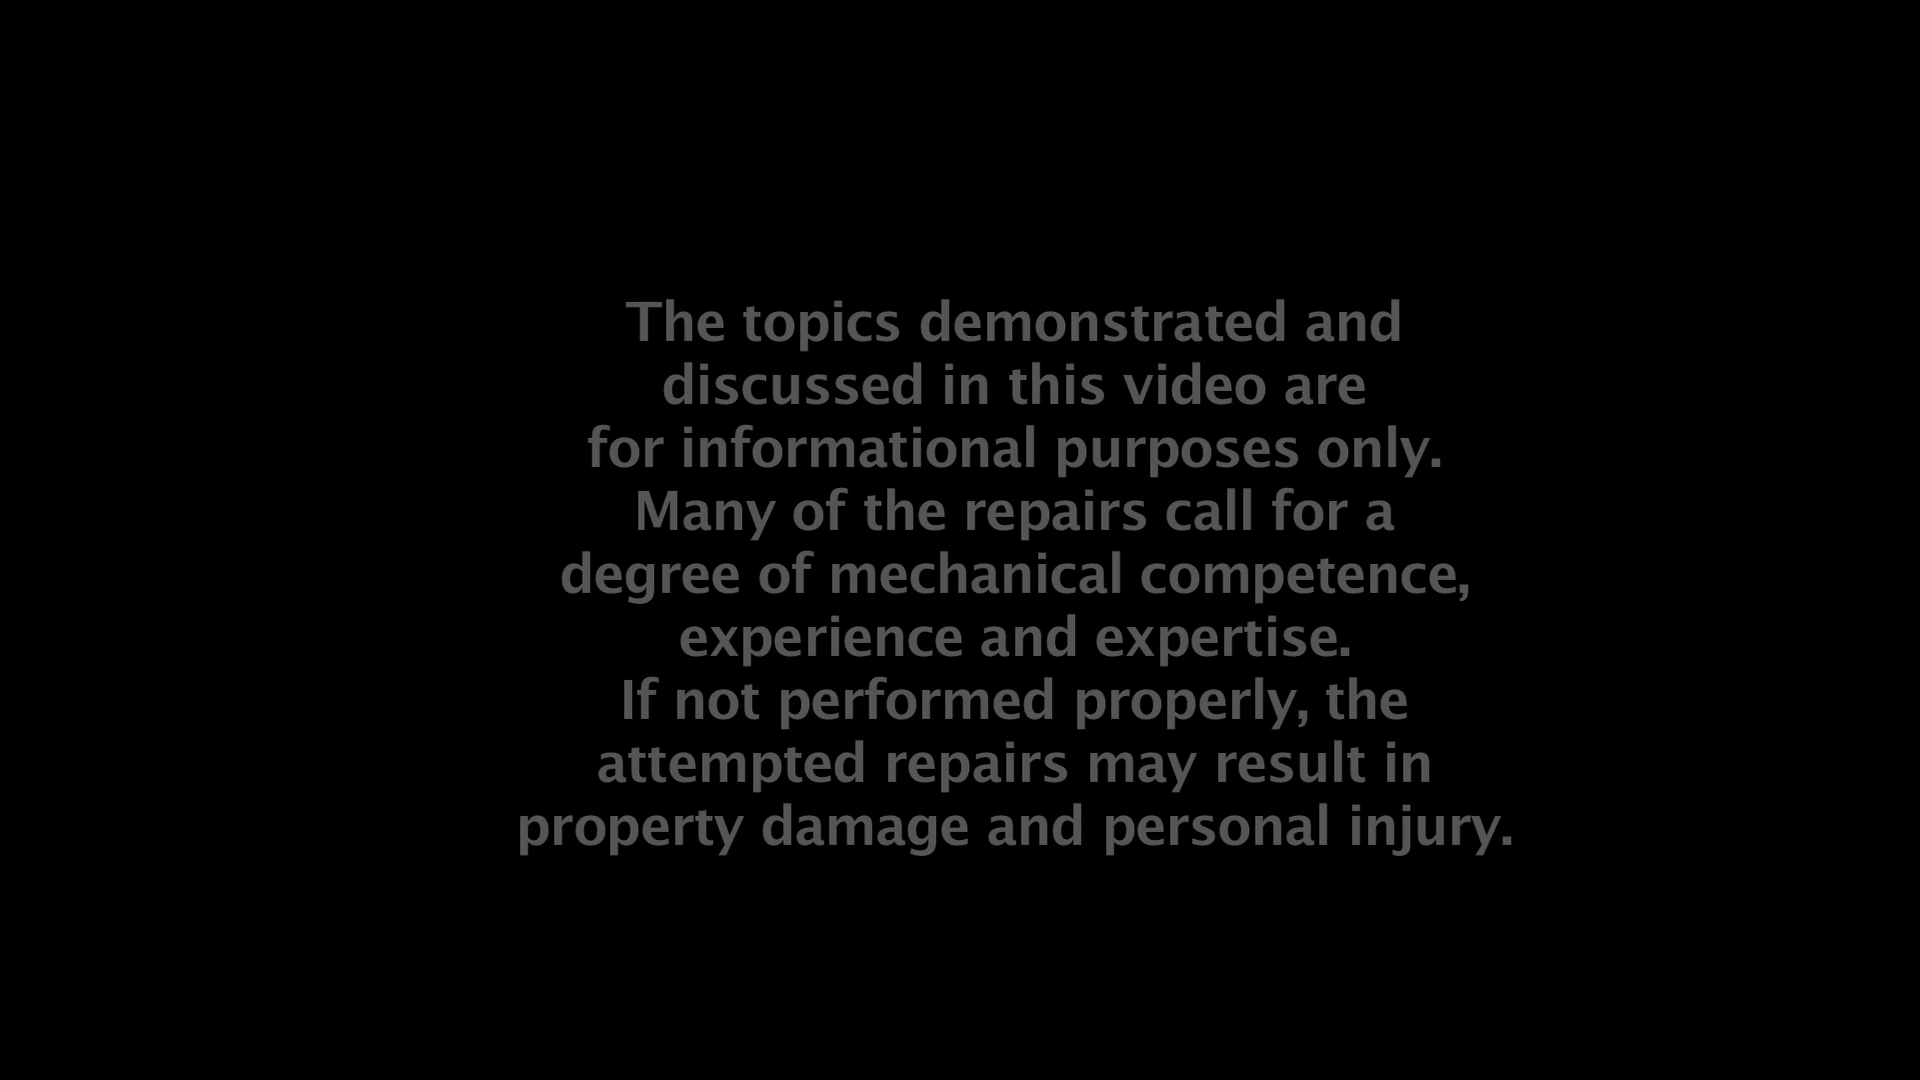 The topics demonstrated and
discussed in this video are
for informational purposes only.
Many of the repairs call for a
degree of mechanical competence,
experience and expertise.
If not performed properly, the
attempted repairs may result in
property damage and personal injury.